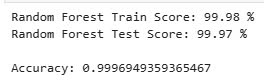 Random Forest Train Score: 99.98 %
Random Forest Test Score: 99.97 %
Accuracy: 0.9996949359365467